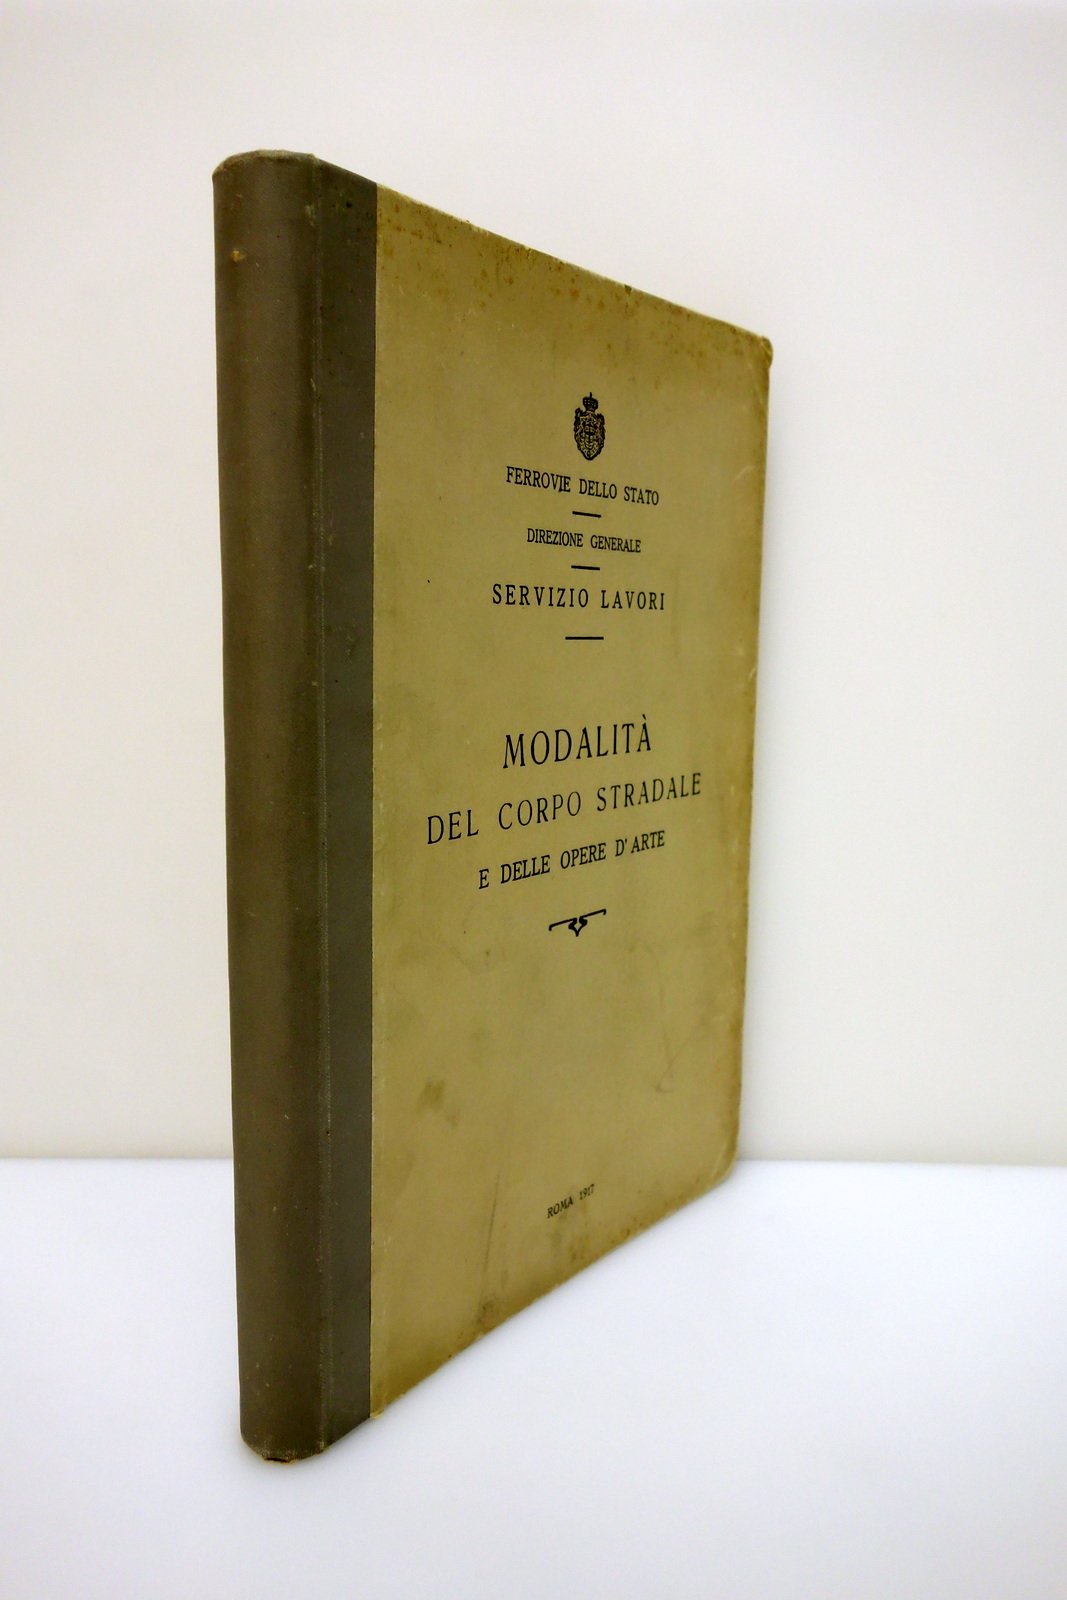 FERROVIE DELLO STATO
DIREZIONE GENERALE
SERVIZIO LAVORI
MODALITÀ
DEL CORPO STRADALE
E DELLE OPERE D'ARTE
ROMA 1917